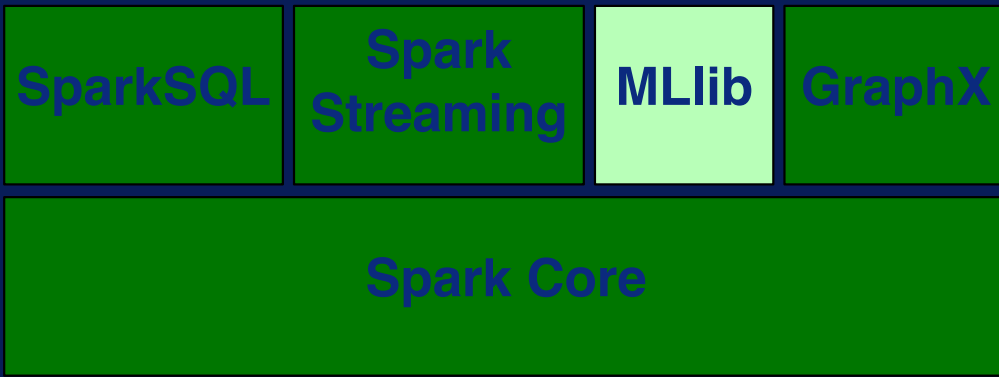 SparkSQL
Spark
Streaming
MLlib
GraphX
Spark Core